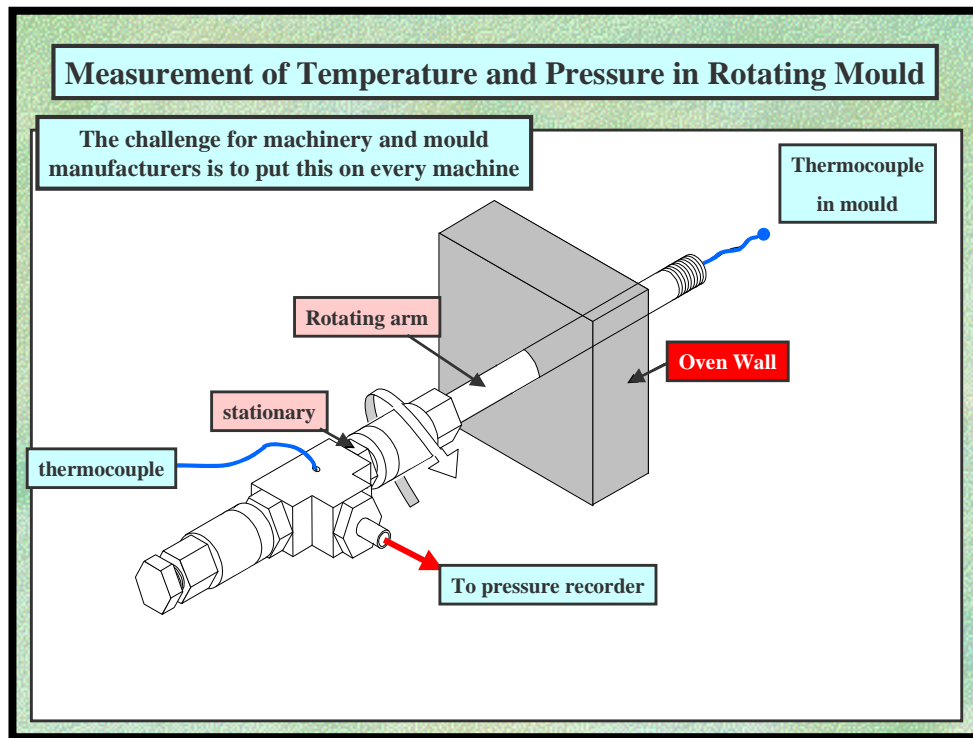 Measurement of Temperature and Pressure in Rotating Mould
The challenge for machinery and mould
manufacturers is to put this on every machine
Thermocouple
in mould
Rotating arm
Oven Wall
stationary
thermocouple
To pressure recorder